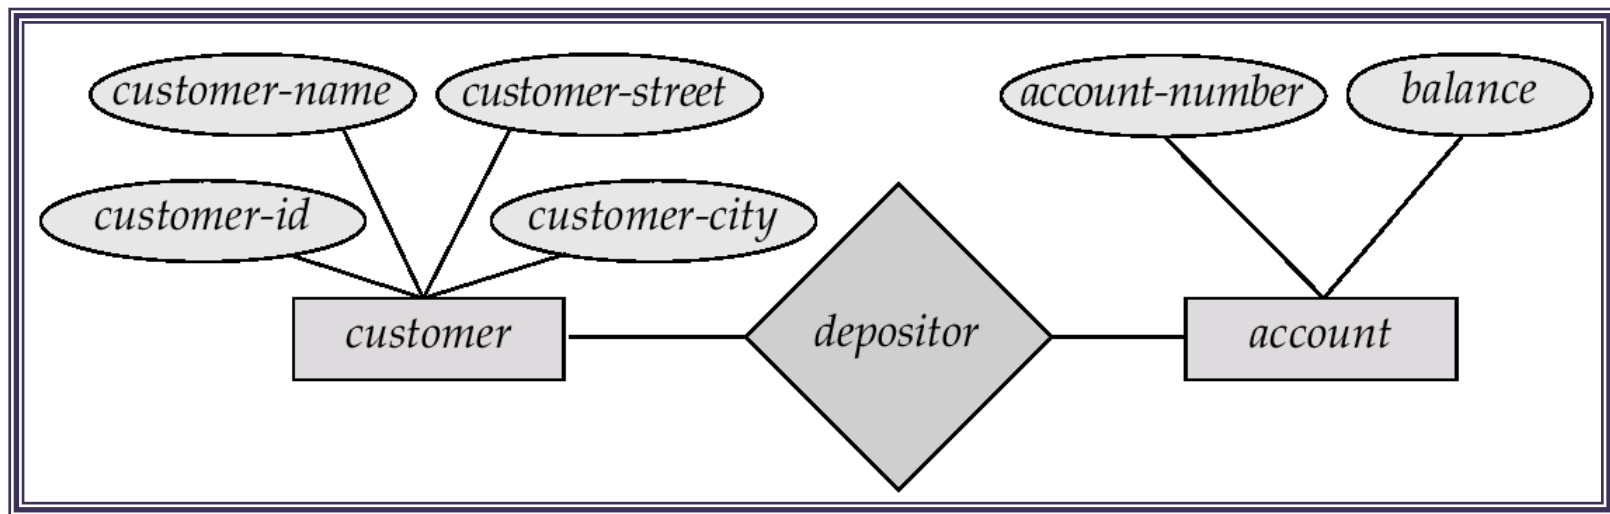 customer-name
customer-street
account-number
balance
customer-id
customer-city
customer
depositor
account